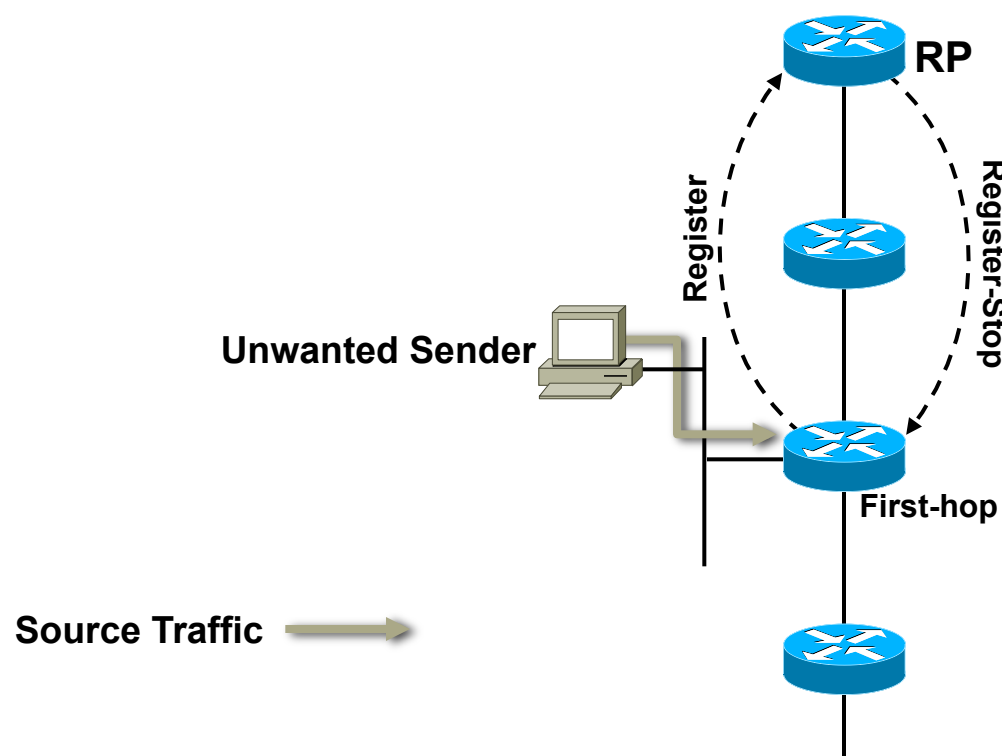 RP
Register
Register-Stop
Unwanted Sender
First-hop
Source Traffic